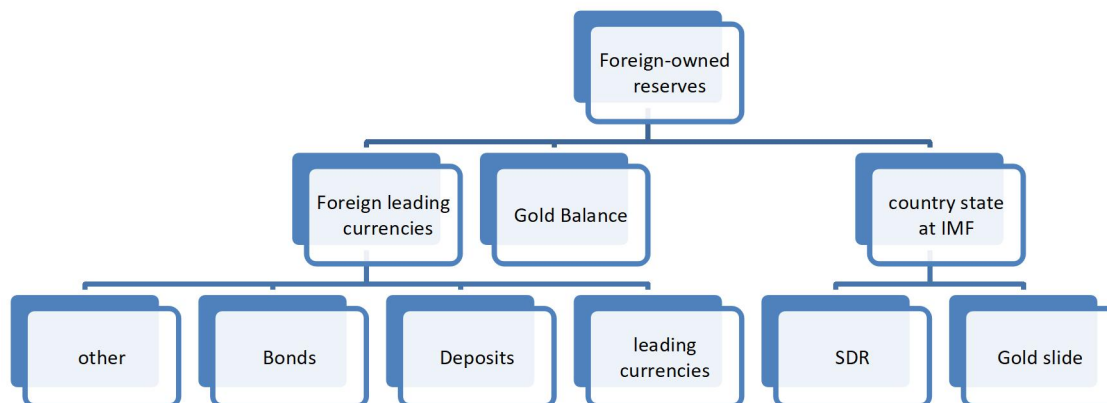 Foreign-owned
reserves
Foreign leading
currencies
Gold Balance
country state
at IMF
other
Bonds
Deposits
leading
currencies
SDR
Gold slide